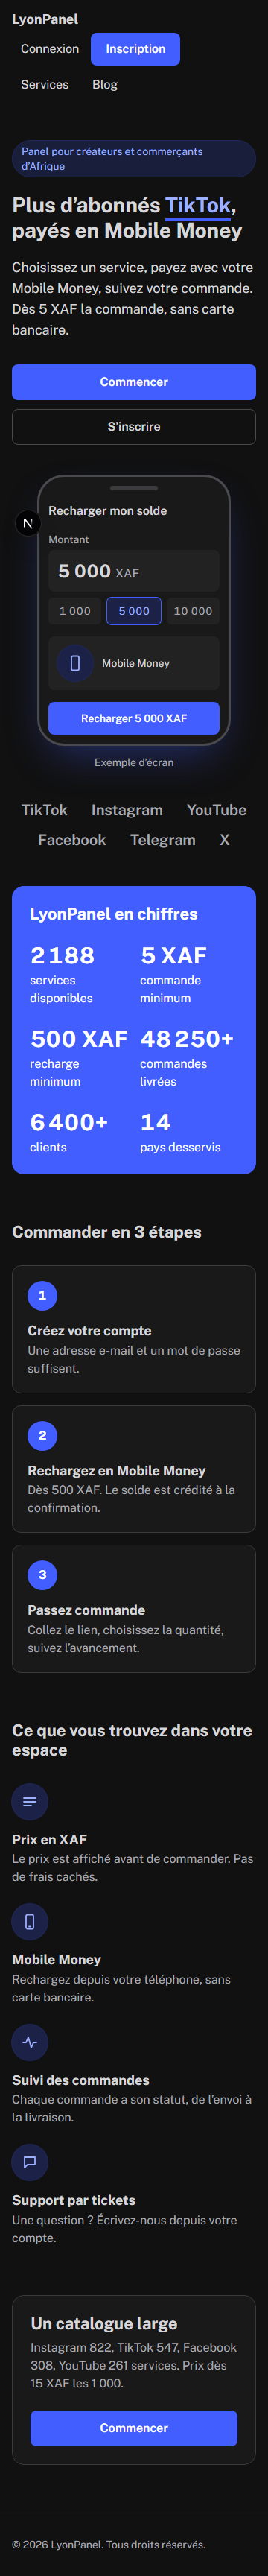 LyonPanel
Connexion
Inscription
Services
Blog
Panel pour créateurs et commerçants
d’Afrique
Plus d’abonnés TikTok,
payés en Mobile Money
Choisissez un service, payez avec votre
Mobile Money, suivez votre commande.
Dès 5 XAF la commande, sans carte
bancaire.
Commencer
S’inscrire
N
Recharger mon solde
Montant
5 000 XAF
1 000
5 000
10 000
Mobile Money
Recharger 5 000 XAF
Exemple d’écran
TikTok
Instagram
YouTube
Facebook
Telegram
X
LyonPanel en chiffres
2 188
services
disponibles
5 XAF
commande
minimum
500 XAF
recharge
minimum
48 250+
commandes
livrées
6 400+
clients
14
pays desservis
Commander en 3 étapes
1
Créez votre compte
Une adresse e-mail et un mot de passe
suffisent.
2
Rechargez en Mobile Money
Dès 500 XAF. Le solde est crédité à la
confirmation.
3
Passez commande
Collez le lien, choisissez la quantité,
suivez l’avancement.
Ce que vous trouvez dans votre
espace
Prix en XAF
Le prix est affiché avant de commander. Pas
de frais cachés.
Mobile Money
Rechargez depuis votre téléphone, sans
carte bancaire.
Suivi des commandes
Chaque commande a son statut, de l’envoi à
la livraison.
Support par tickets
Une question ? Écrivez-nous depuis votre
compte.
Un catalogue large
Instagram 822, TikTok 547, Facebook
308, YouTube 261 services. Prix dès
15 XAF les 1 000.
Commencer
© 2026 LyonPanel. Tous droits réservés.